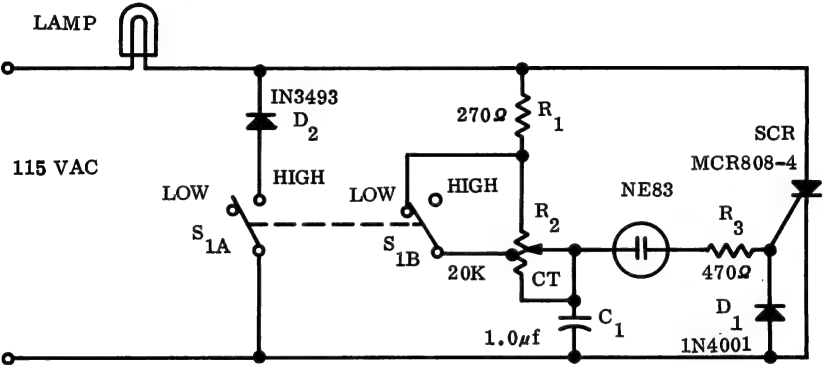 LAMP
IN3493
D2
270Ω
R1
SCR
MCR808-4
115 VAC
LOW
HIGH
S1A
LOW
HIGH
S1B
R2
20K
CT
NE83
R3
470Ω
C1
1.0μf
D1
1N4001